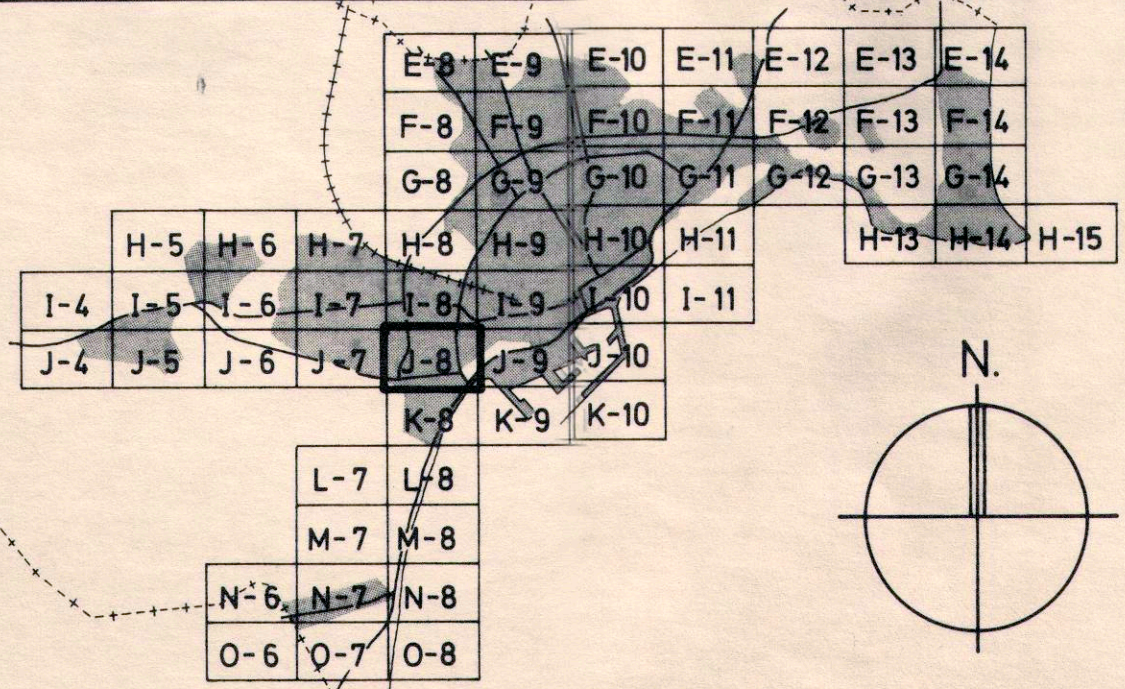 E-8 E-9 E-10 E-11 E-12 E-13 E-14
F-8 F-9 F-10 F-11 F-12 F-13 F-14
G-8 G-9 G-10 G-11 G-12 G-13 G-14
H-5 H-6 H-7 H-8 H-9 H-10 H-11 H-13 H-14 H-15
I-4 I-5 I-6 I-7 I-8 I-9 I-10 I-11
J-4 J-5 J-6 J-7 J-8 J-9 J-10
N.
K-8 K-9 K-10
L-7 L-8
M-7 M-8
N-6 N-7 N-8
O-6 O-7 O-8